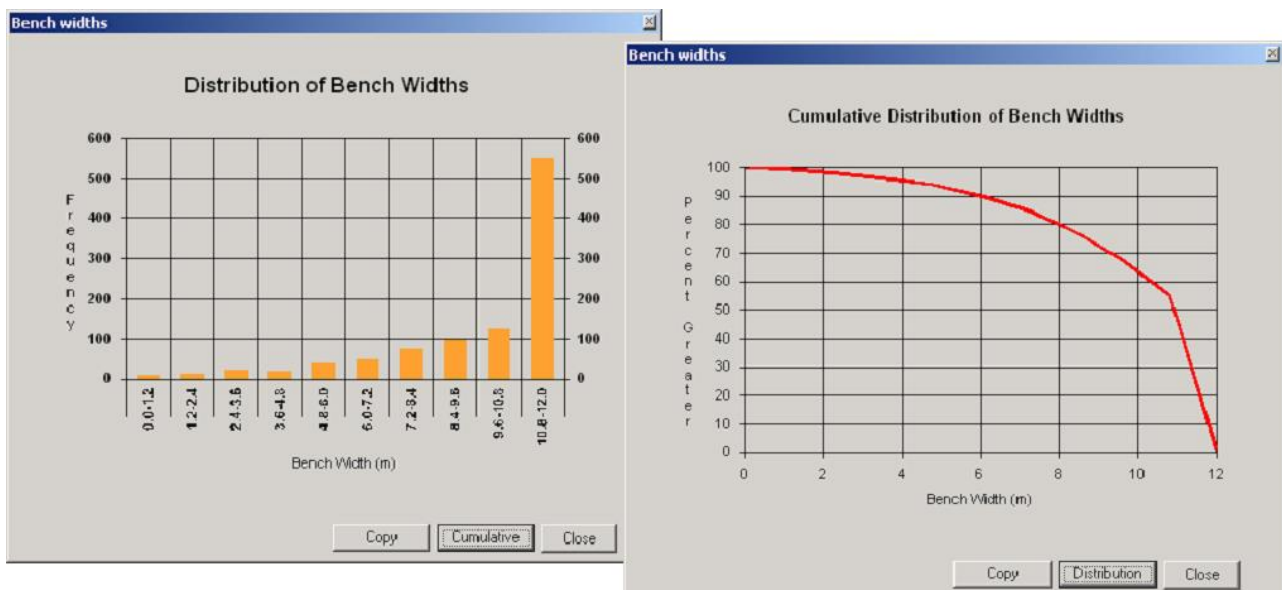 Bench widths
Distribution of Bench Widths
600
500
400
300
200
100
0
Frequency
600
500
400
300
200
100
0
0.0-1.2
1.2-2.4
2.4-3.6
3.6-4.8
4.8-6.0
6.0-7.2
7.2-8.4
8.4-9.6
9.6-10.8
10.8-12.0
Bench Width (m)
Copy
Cumulative
Close
Bench widths
Cumulative Distribution of Bench Widths
100
90
80
70
60
50
40
30
20
10
0
Percent Greater
0 2 4 6 8 10 12
Bench Width (m)
Copy
Distribution
Close